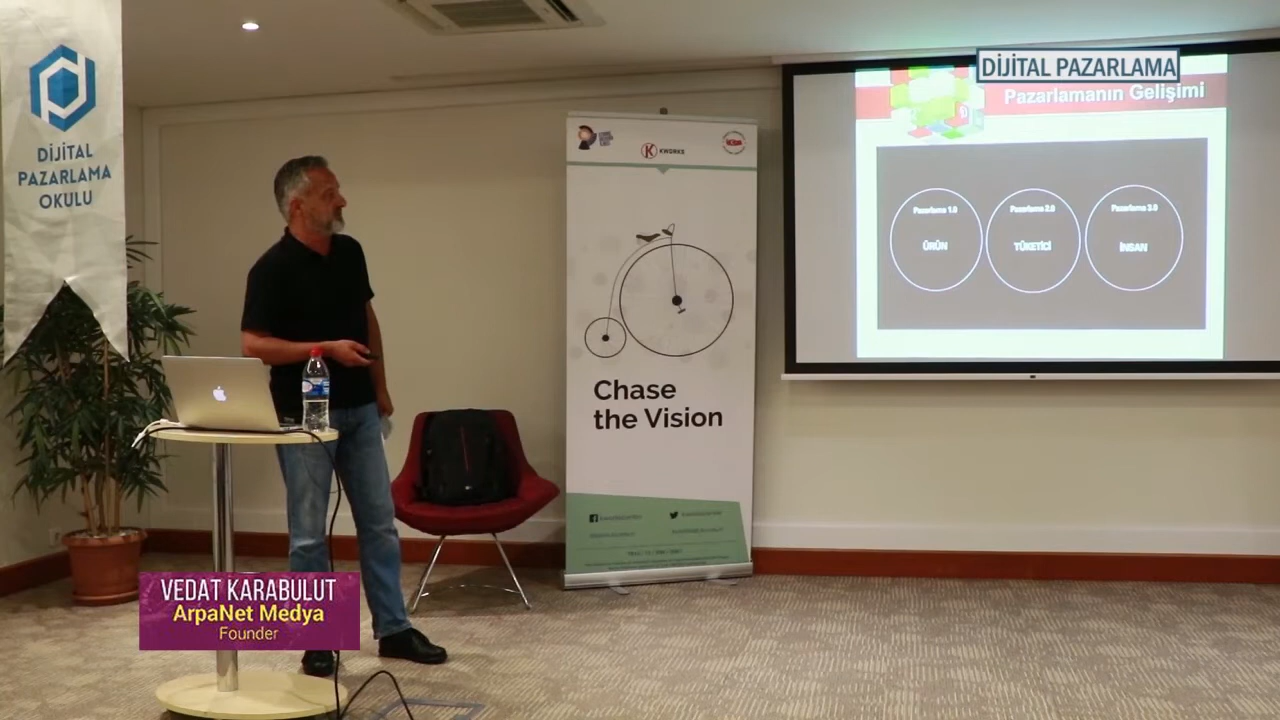 DİJİTAL
PAZARLAMA
OKULU
KWORKS
Chase
the Vision
DİJİTAL PAZARLAMA
Pazarlamanın Gelişimi
Pazarlama 1.0
ÜRÜN
Pazarlama 2.0
TÜKETİCİ
Pazarlama 3.0
İNSAN
VEDAT KARABULUT
ArpaNet Medya
Founder